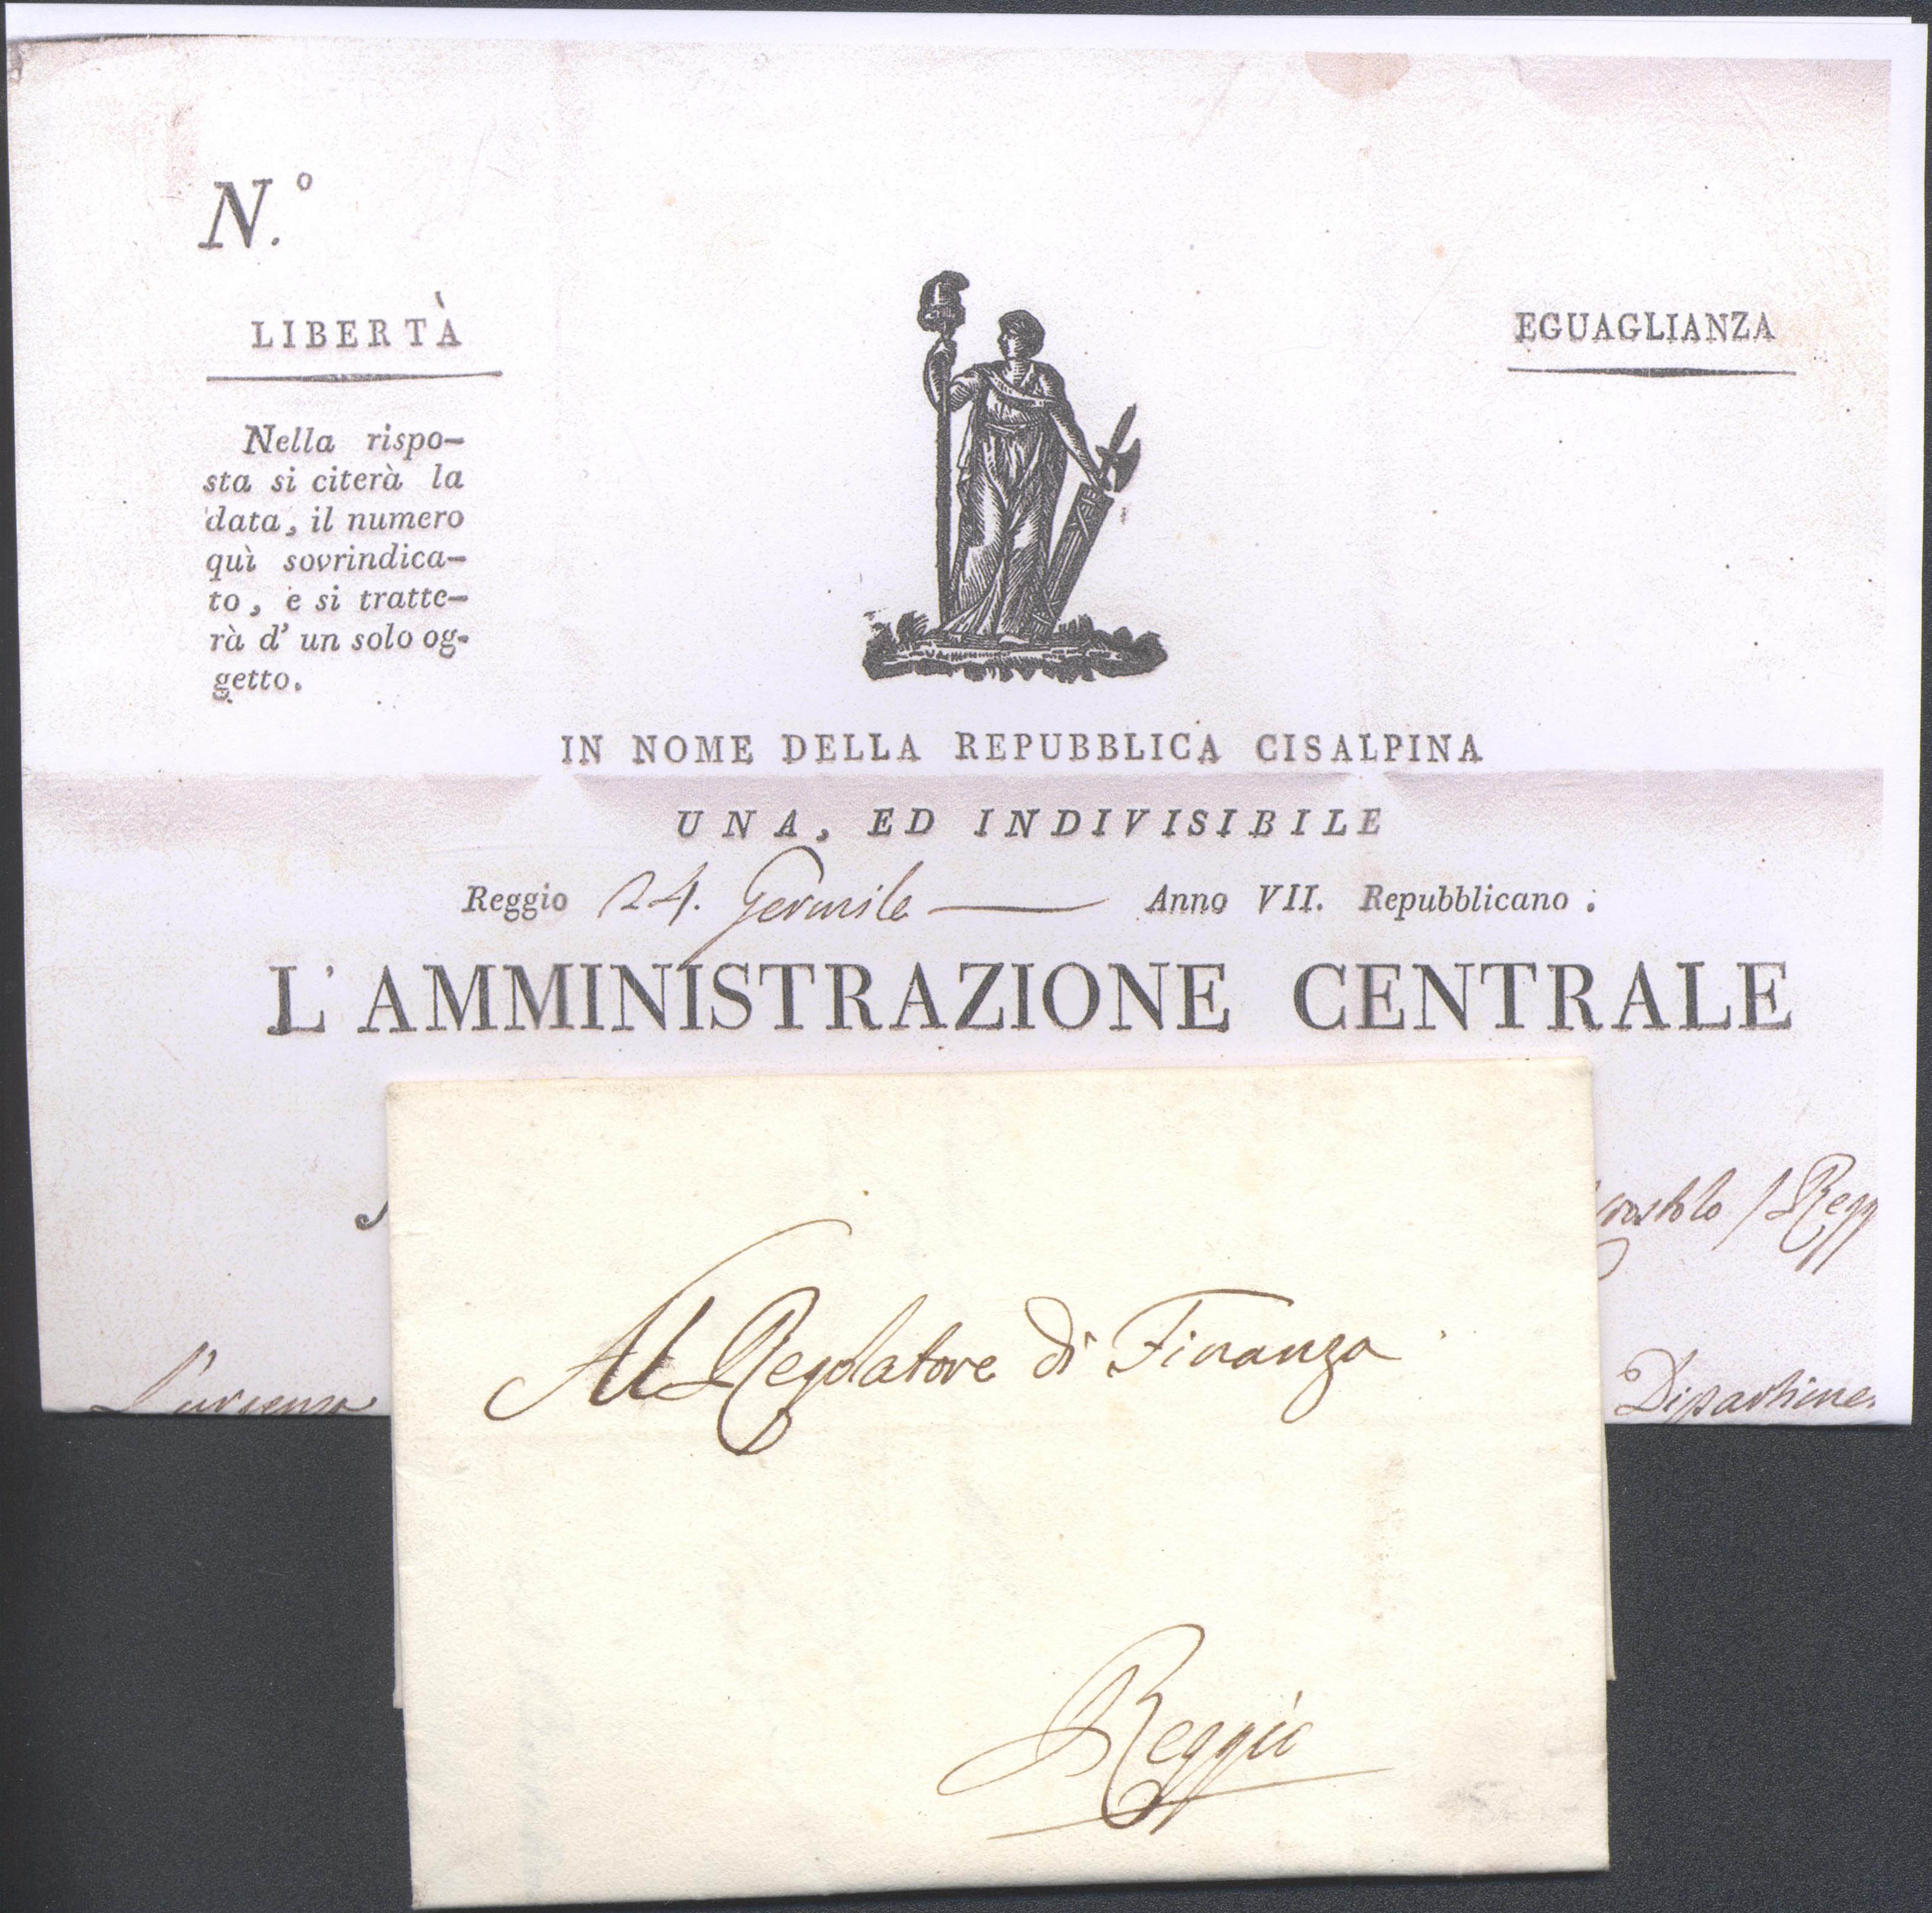 N.º
LIBERTÀ
EGUAGLIANZA
Nella rispo-
sta si citerà la
data, il numero
quì sovrindica-
to, e si tratte-
rà d' un solo og-
getto.
IN NOME DELLA REPUBBLICA CISALPINA
UNA, ED INDIVISIBILE
Reggio 24. Germile Anno VII. Repubblicano.
L'AMMINISTRAZIONE CENTRALE
Al Regolatore di Finanza
Reggio